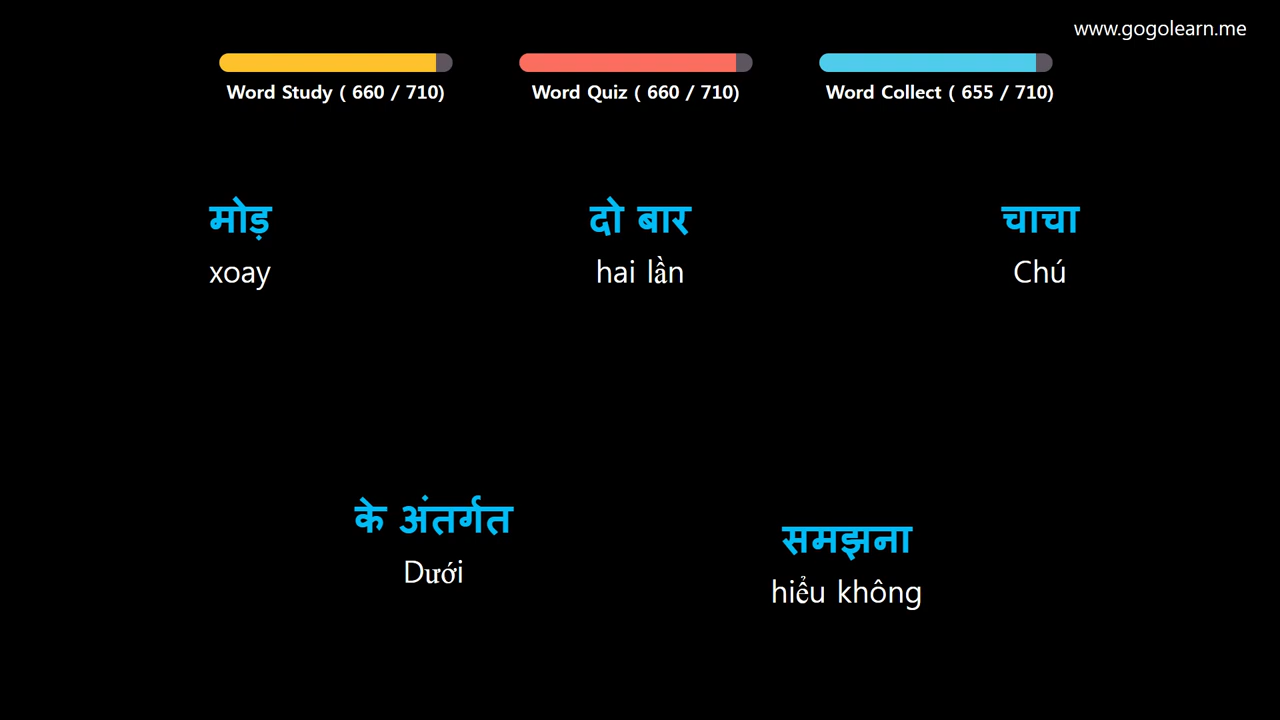 www.gogolearn.me
Word Study ( 660 / 710)
Word Quiz ( 660 / 710)
Word Collect ( 655 / 710)
मोड़
xoay
दो बार
hai lần
चाचा
Chú
के अंतर्गत
Dưới
समझना
hiểu không